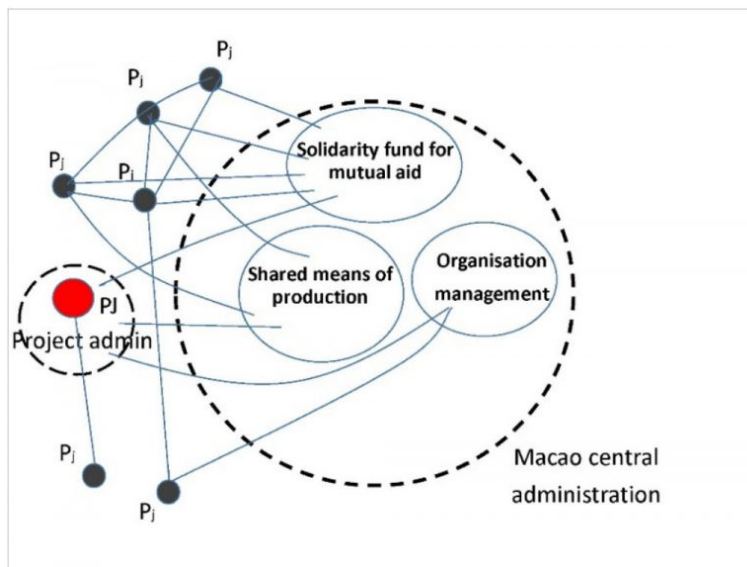 Pj
Pj
Pj
Pi
Solidarity fund for
mutual aid
Shared means of
production
Organisation
management
PJ
Project admin
Pj
Pj
Macao central
administration